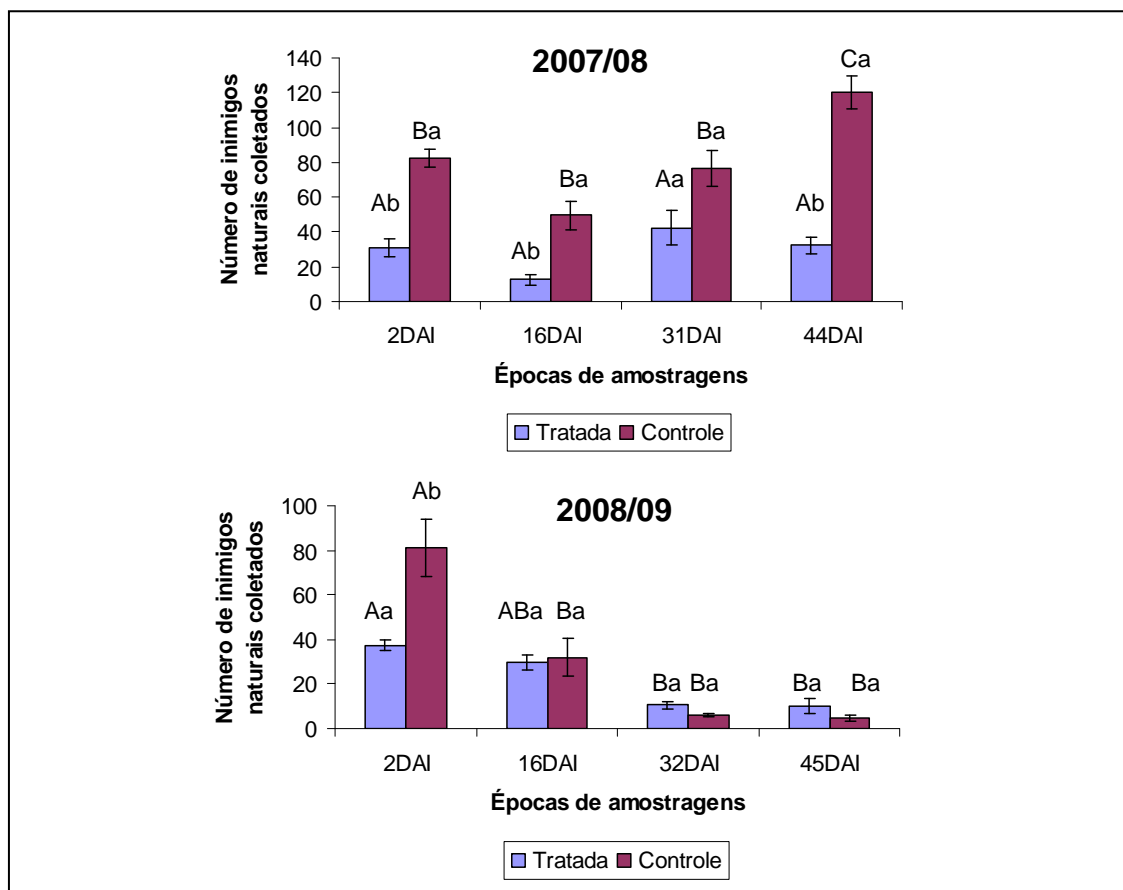 2007/08
Número de inimigos
naturais coletados
140
120
100
80
60
40
20
0
Ab
Ba
Ab
Ba
Aa
Ba
Ab
Ca
2DAI 16DAI 31DAI 44DAI
Épocas de amostragens
Tratada Controle
2008/09
Número de inimigos
naturais coletados
100
80
60
40
20
0
Aa
Ab
ABa
Ba
Ba
Ba
Ba
Ba
2DAI 16DAI 32DAI 45DAI
Épocas de amostragens
Tratada Controle